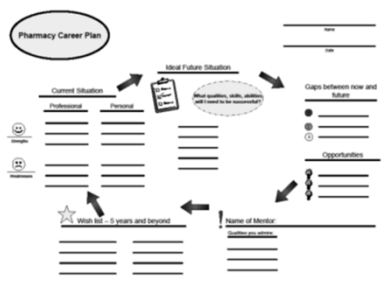 Pharmacy Career Plan
Name
Date
Ideal Future Situation
Current Situation
Professional Personal
What qualities, skills, abilities
will I need to be successful?
Gaps between now and
future
Strengths
Weaknesses
Opportunities
Wish list – 5 years and beyond
! Name of Mentor:
Qualities you admire: